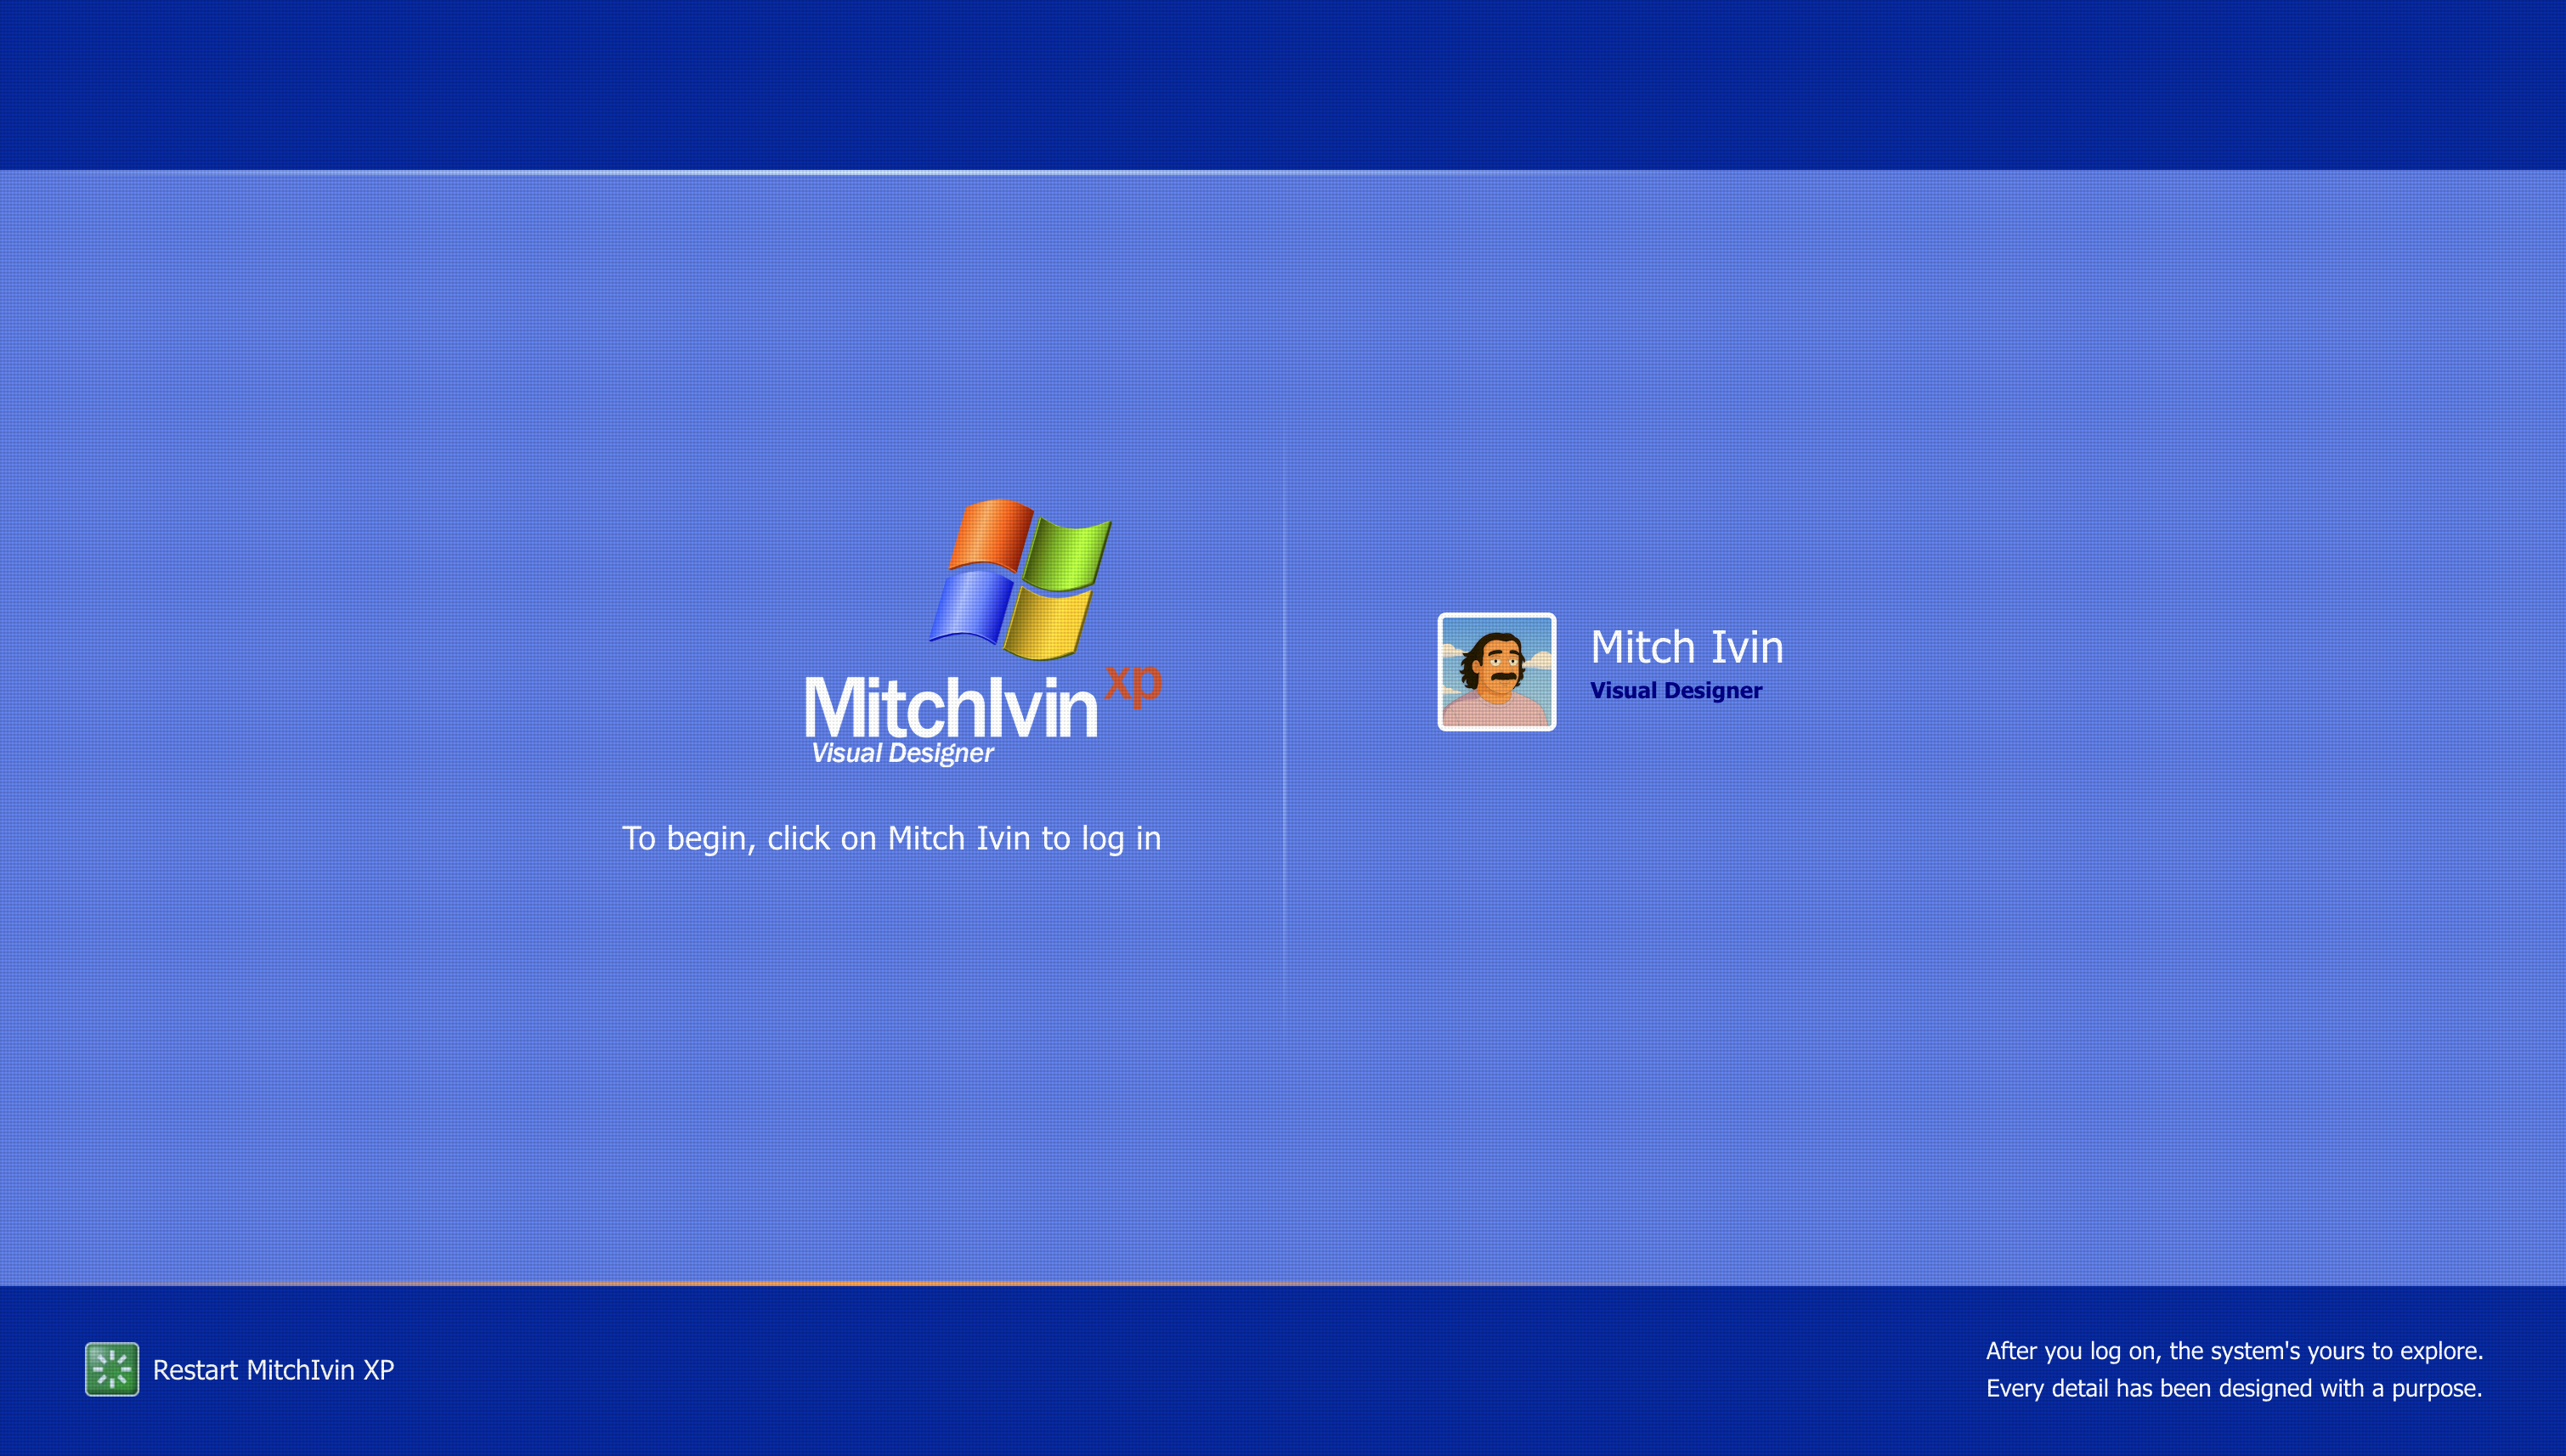 MitchIvin xp
Visual Designer
To begin, click on Mitch Ivin to log in
Mitch Ivin
Visual Designer
Restart MitchIvin XP
After you log on, the system's yours to explore.
Every detail has been designed with a purpose.